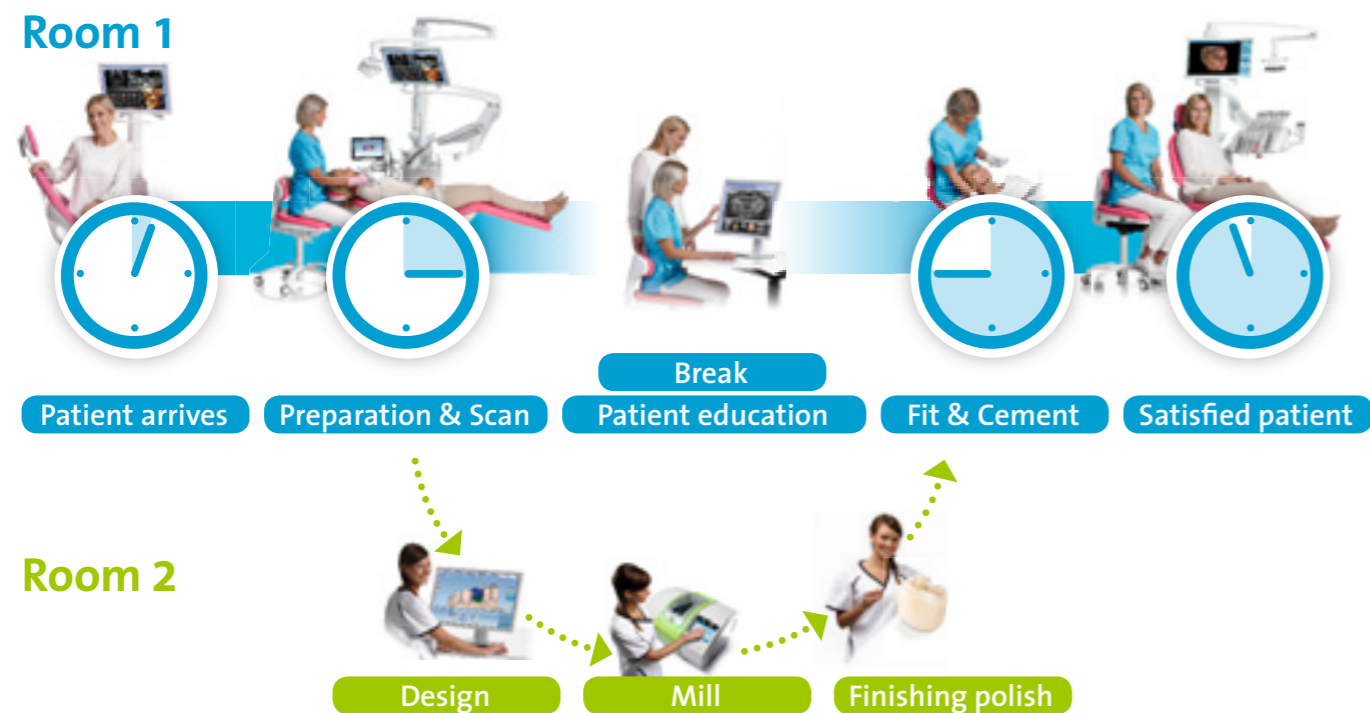 Room 1
Break
Patient arrives
Preparation & Scan
Patient education
Fit & Cement
Satisfied patient
Room 2
Design
Mill
Finishing polish